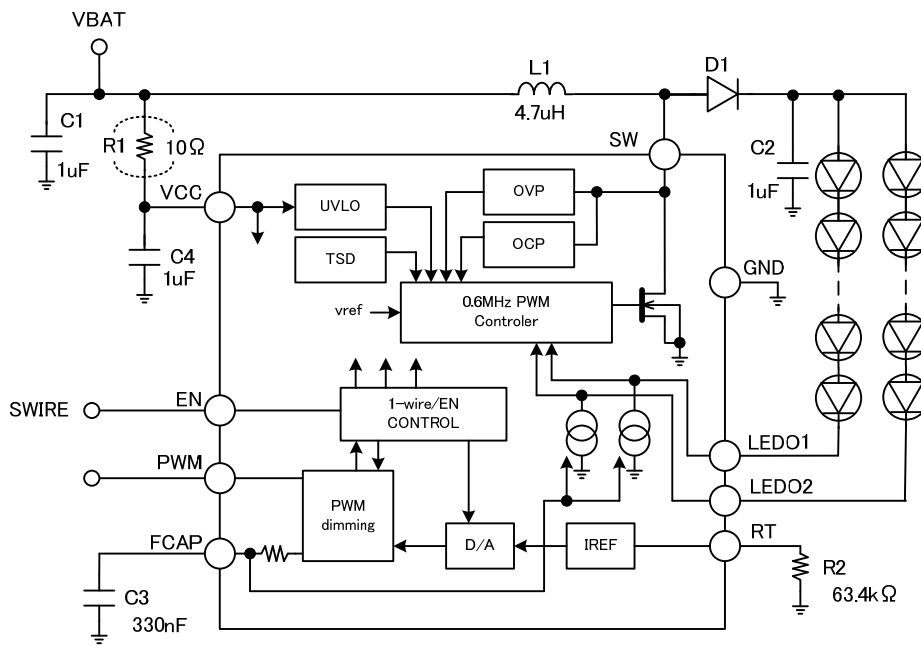 VBAT
L1
4.7uH
D1
C1
1uF
R1
10Ω
SW
C2
1uF
VCC
UVLO
OVP
C4
1uF
TSD
OCP
GND
vref
0.6MHz PWM
Controler
SWIRE
EN
1-wire/EN
CONTROL
LEDO1
PWM
LEDO2
PWM
dimming
FCAP
D/A
IREF
RT
R2
63.4kΩ
C3
330nF